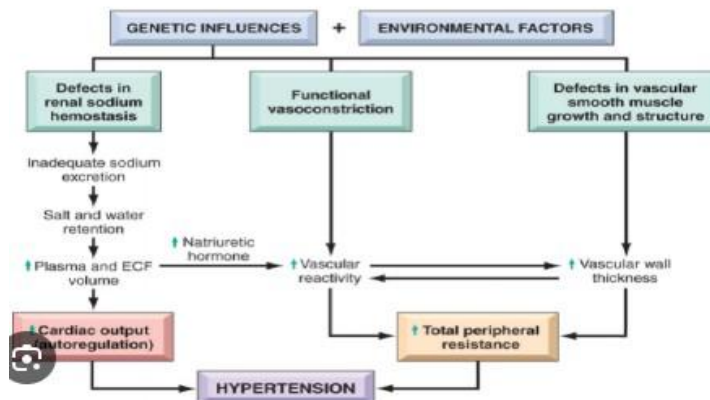 GENETIC INFLUENCES + ENVIRONMENTAL FACTORS
Defects in
renal sodium
hemostasis
Functional
vasoconstriction
Defects in vascular
smooth muscle
growth and structure
Inadequate sodium
excretion
Salt and water
retention
↑ Natriuretic
hormone
↑ Plasma and ECF
volume
↑ Vascular
reactivity
↑ Vascular wall
thickness
↑ Cardiac output
(autoregulation)
↑ Total peripheral
resistance
HYPERTENSION